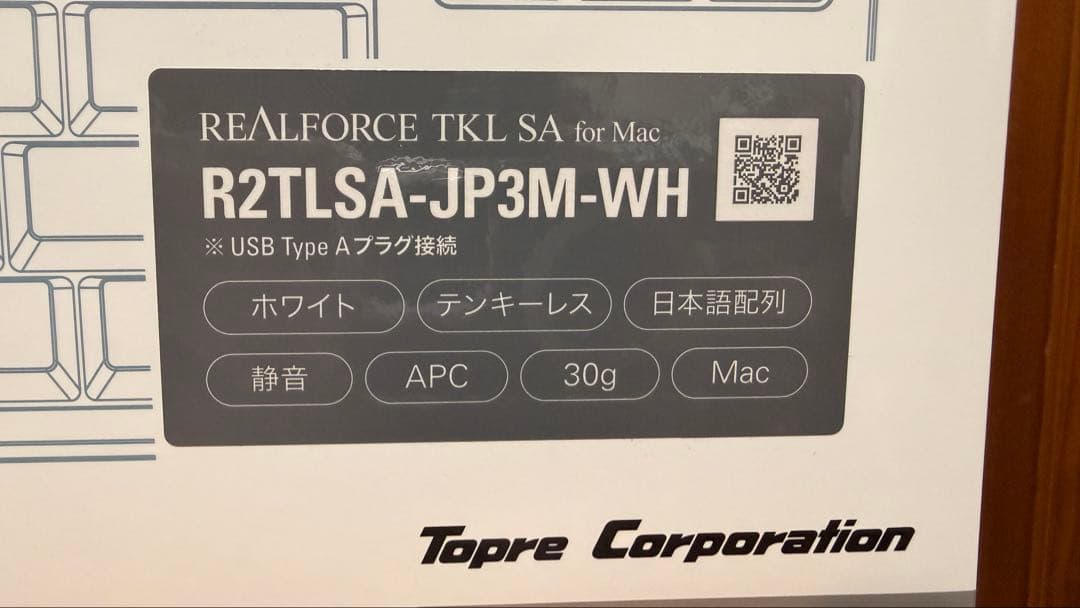 REALFORCE TKL SA for Mac
R2TLSA-JP3M-WH
※ USB Type Aプラグ接続
ホワイト テンキーレス 日本語配列
静音 APC 30g Mac
Topre Corporation